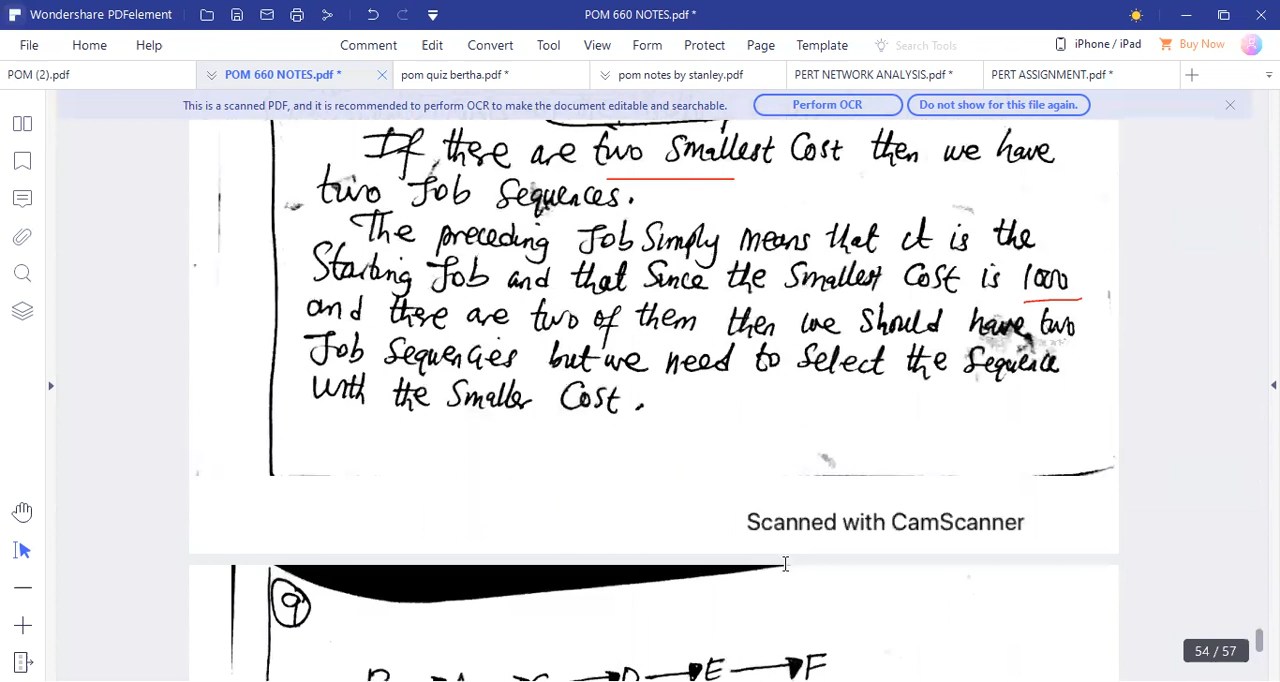 Wondershare PDFelement
POM 660 NOTES.pdf *
File Home Help Comment Edit Convert Tool View Form Protect Page Template Search Tools iPhone / iPad Buy Now
POM (2).pdf POM 660 NOTES.pdf * pom quiz bertha.pdf * pom notes by stanley.pdf PERT NETWORK ANALYSIS.pdf * PERT ASSIGNMENT.pdf *
This is a scanned PDF, and it is recommended to perform OCR to make the document editable and searchable. Perform OCR Do not show for this file again.
If there are two smallest Cost then we have
two Job Sequences.
The preceding Job Simply means that it is the
Starting Job and that Since the Smallest Cost is 1000
and there are two of them then we should have two
Job Sequencies but we need to Select the Sequence
with the Smaller Cost.
Scanned with CamScanner
9
D E F
54 / 57